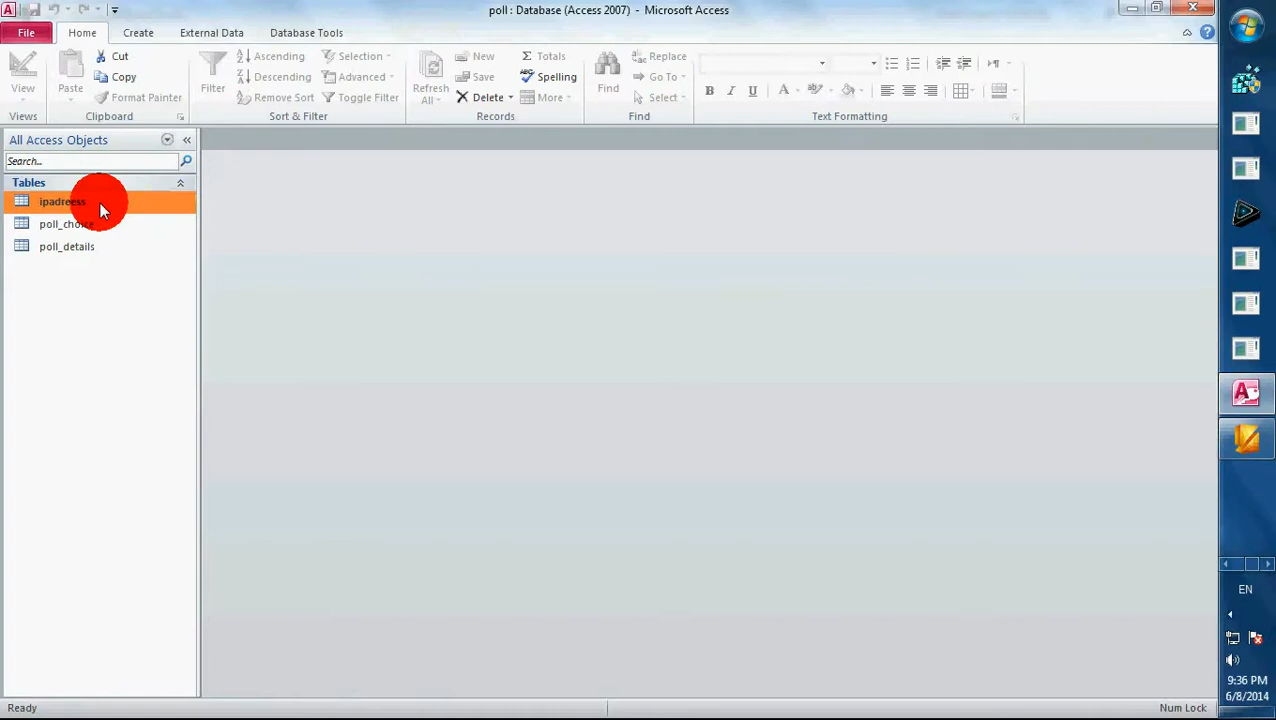 poll : Database (Access 2007) - Microsoft Access
File Home Create External Data Database Tools
View
Views
Paste
Cut
Copy
Format Painter
Clipboard
Filter
Ascending
Descending
Remove Sort
Selection
Advanced
Toggle Filter
Sort & Filter
Refresh
All
New
Save
Delete
Totals
Spelling
More
Records
Find
Replace
Go To
Select
Find
Text Formatting
All Access Objects
Search...
Tables
ipadreess
poll_choice
poll_details
EN
9:36 PM
6/8/2014
Ready
Num Lock